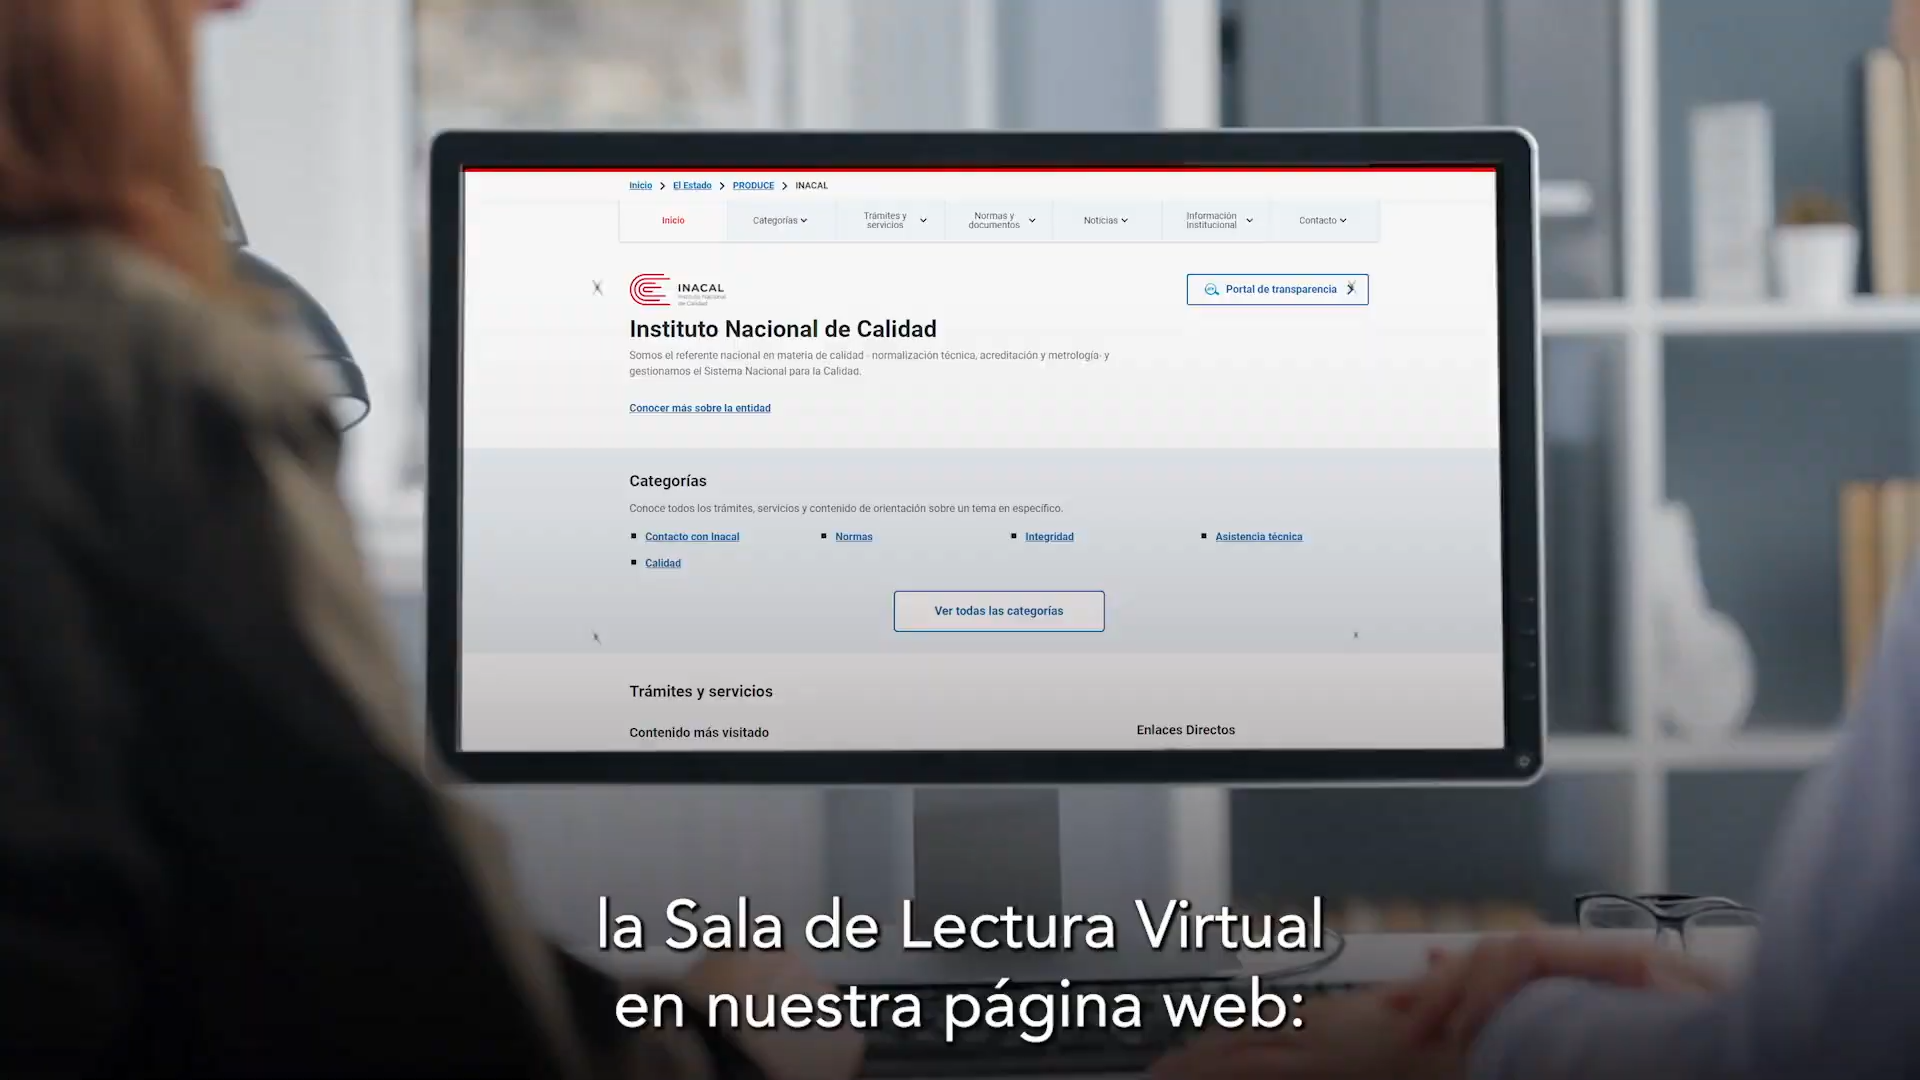 Inicio > El Estado > PRODUCE > INACAL
Inicio
Categorías
Trámites y
servicios
Normas y
documentos
Noticias
Información
Institucional
Contacto
INACAL
Instituto Nacional
de Calidad
Portal de transparencia
Instituto Nacional de Calidad
Somos el referente nacional en materia de calidad - normalización técnica, acreditación y metrología- y
gestionamos el Sistema Nacional para la Calidad.
Conocer más sobre la entidad
Categorías
Conoce todos los trámites, servicios y contenido de orientación sobre un tema en específico.
Contacto con Inacal
Normas
Integridad
Asistencia técnica
Calidad
Ver todas las categorías
Trámites y servicios
Contenido más visitado
Enlaces Directos
la Sala de Lectura Virtual
en nuestra página web: